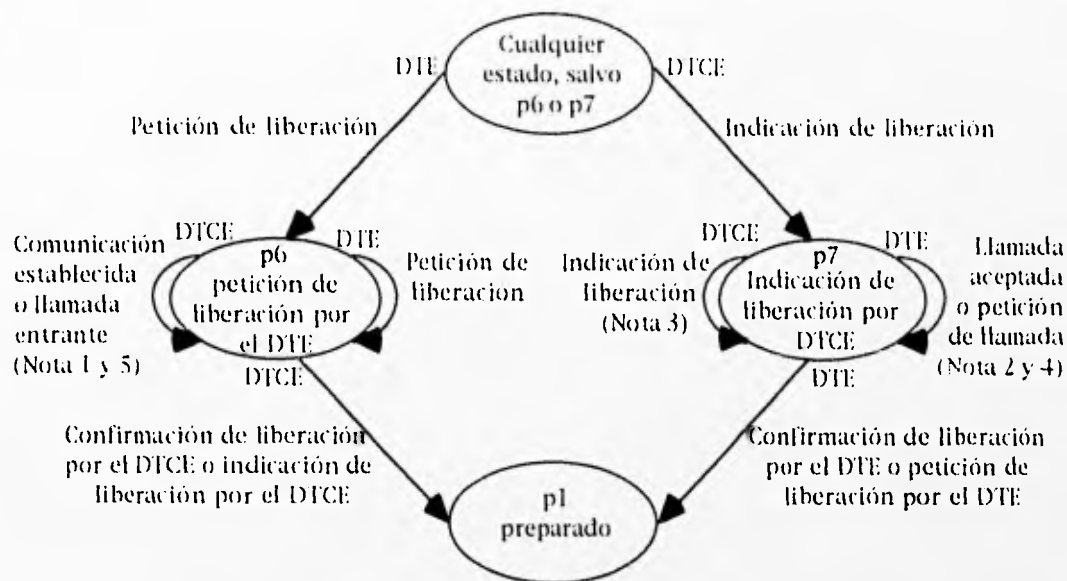 Cualquier
estado, salvo
p6 o p7
DTE
DTCE
Petición de liberación
Indicación de liberación
DTCE
DTE
Comunicación
establecida
o llamada
entrante
(Nota 1 y 5)
p6
petición de
liberación por
el DTE
Petición de
liberacion
DTCE
DTCE
DTE
Indicación de
liberación
(Nota 3)
p7
Indicación de
liberación por
DTCE
Llamada
aceptada
o petición
de llamada
(Nota 2 y 4)
DTE
Confirmación de liberación
por el DTCE o indicación de
liberación por el DTCE
Confirmación de liberación
por el DTE o petición de
liberación por el DTE
p1
preparado